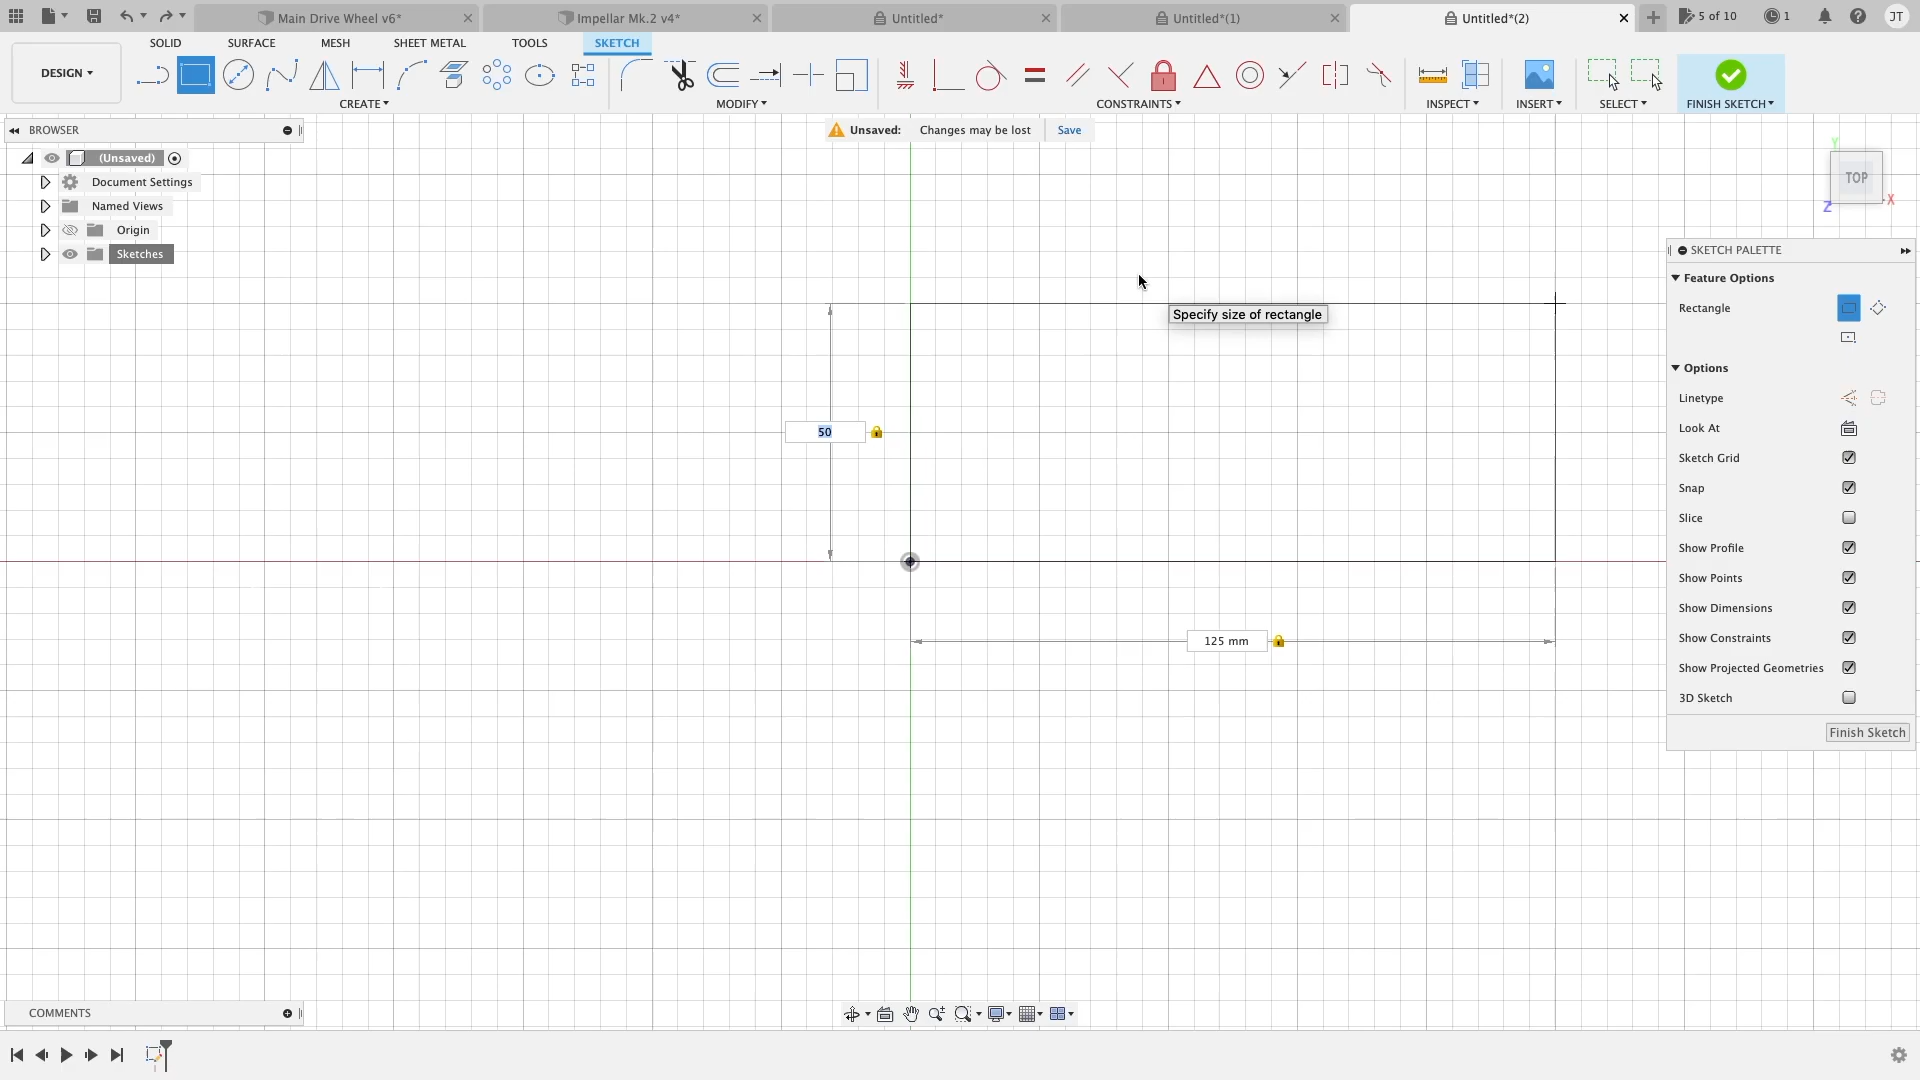 Main Drive Wheel v6*
Impellar Mk.2 v4*
Untitled*
Untitled*(1)
Untitled*(2)
5 of 10
1
JT
DESIGN
SOLID
SURFACE
MESH
SHEET METAL
TOOLS
SKETCH
CREATE
MODIFY
CONSTRAINTS
INSPECT
INSERT
SELECT
FINISH SKETCH
BROWSER
(Unsaved)
Document Settings
Named Views
Origin
Sketches
Unsaved: Changes may be lost Save
Y
TOP
X
Z
Specify size of rectangle
50
125 mm
SKETCH PALETTE
Feature Options
Rectangle
Options
Linetype
Look At
Sketch Grid
Snap
Slice
Show Profile
Show Points
Show Dimensions
Show Constraints
Show Projected Geometries
3D Sketch
Finish Sketch
COMMENTS